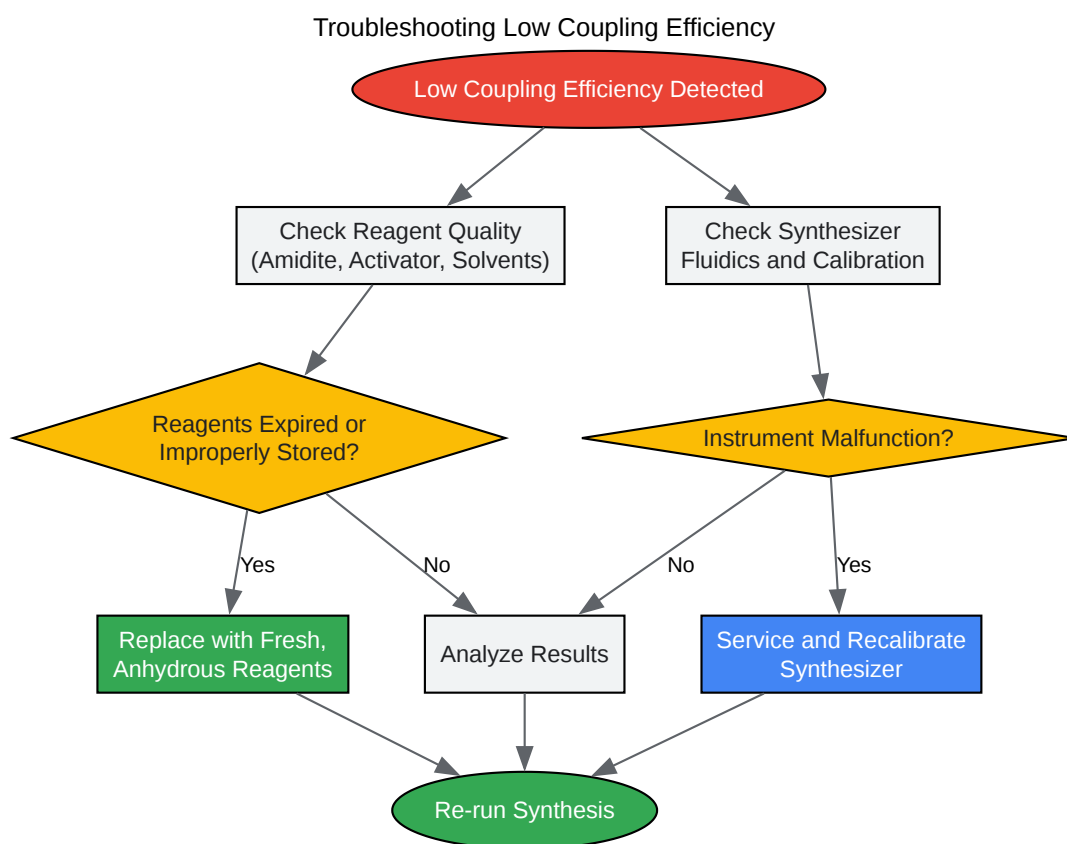 Troubleshooting Low Coupling Efficiency
Low Coupling Efficiency Detected
Check Reagent Quality
(Amidite, Activator, Solvents)
Check Synthesizer
Fluidics and Calibration
Reagents Expired or
Improperly Stored?
Instrument Malfunction?
Yes
No
No
Yes
Replace with Fresh,
Anhydrous Reagents
Analyze Results
Service and Recalibrate
Synthesizer
Re-run Synthesis